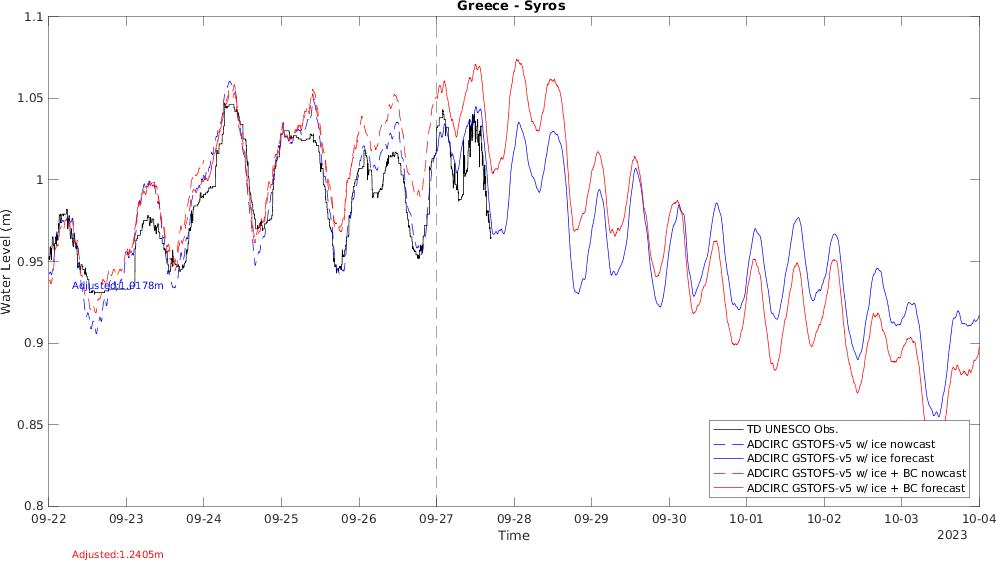 Greece - Syros
1.1
1.05
1
0.95
0.9
0.85
0.8
Water Level (m)
Adjusted:1.0178m
TD UNESCO Obs.
ADCIRC GSTOFS-v5 w/ ice nowcast
ADCIRC GSTOFS-v5 w/ ice forecast
ADCIRC GSTOFS-v5 w/ ice + BC nowcast
ADCIRC GSTOFS-v5 w/ ice + BC forecast
09-22 09-23 09-24 09-25 09-26 09-27 09-28 09-29 09-30 10-01 10-02 10-03 10-04
Time
2023
Adjusted:1.2405m